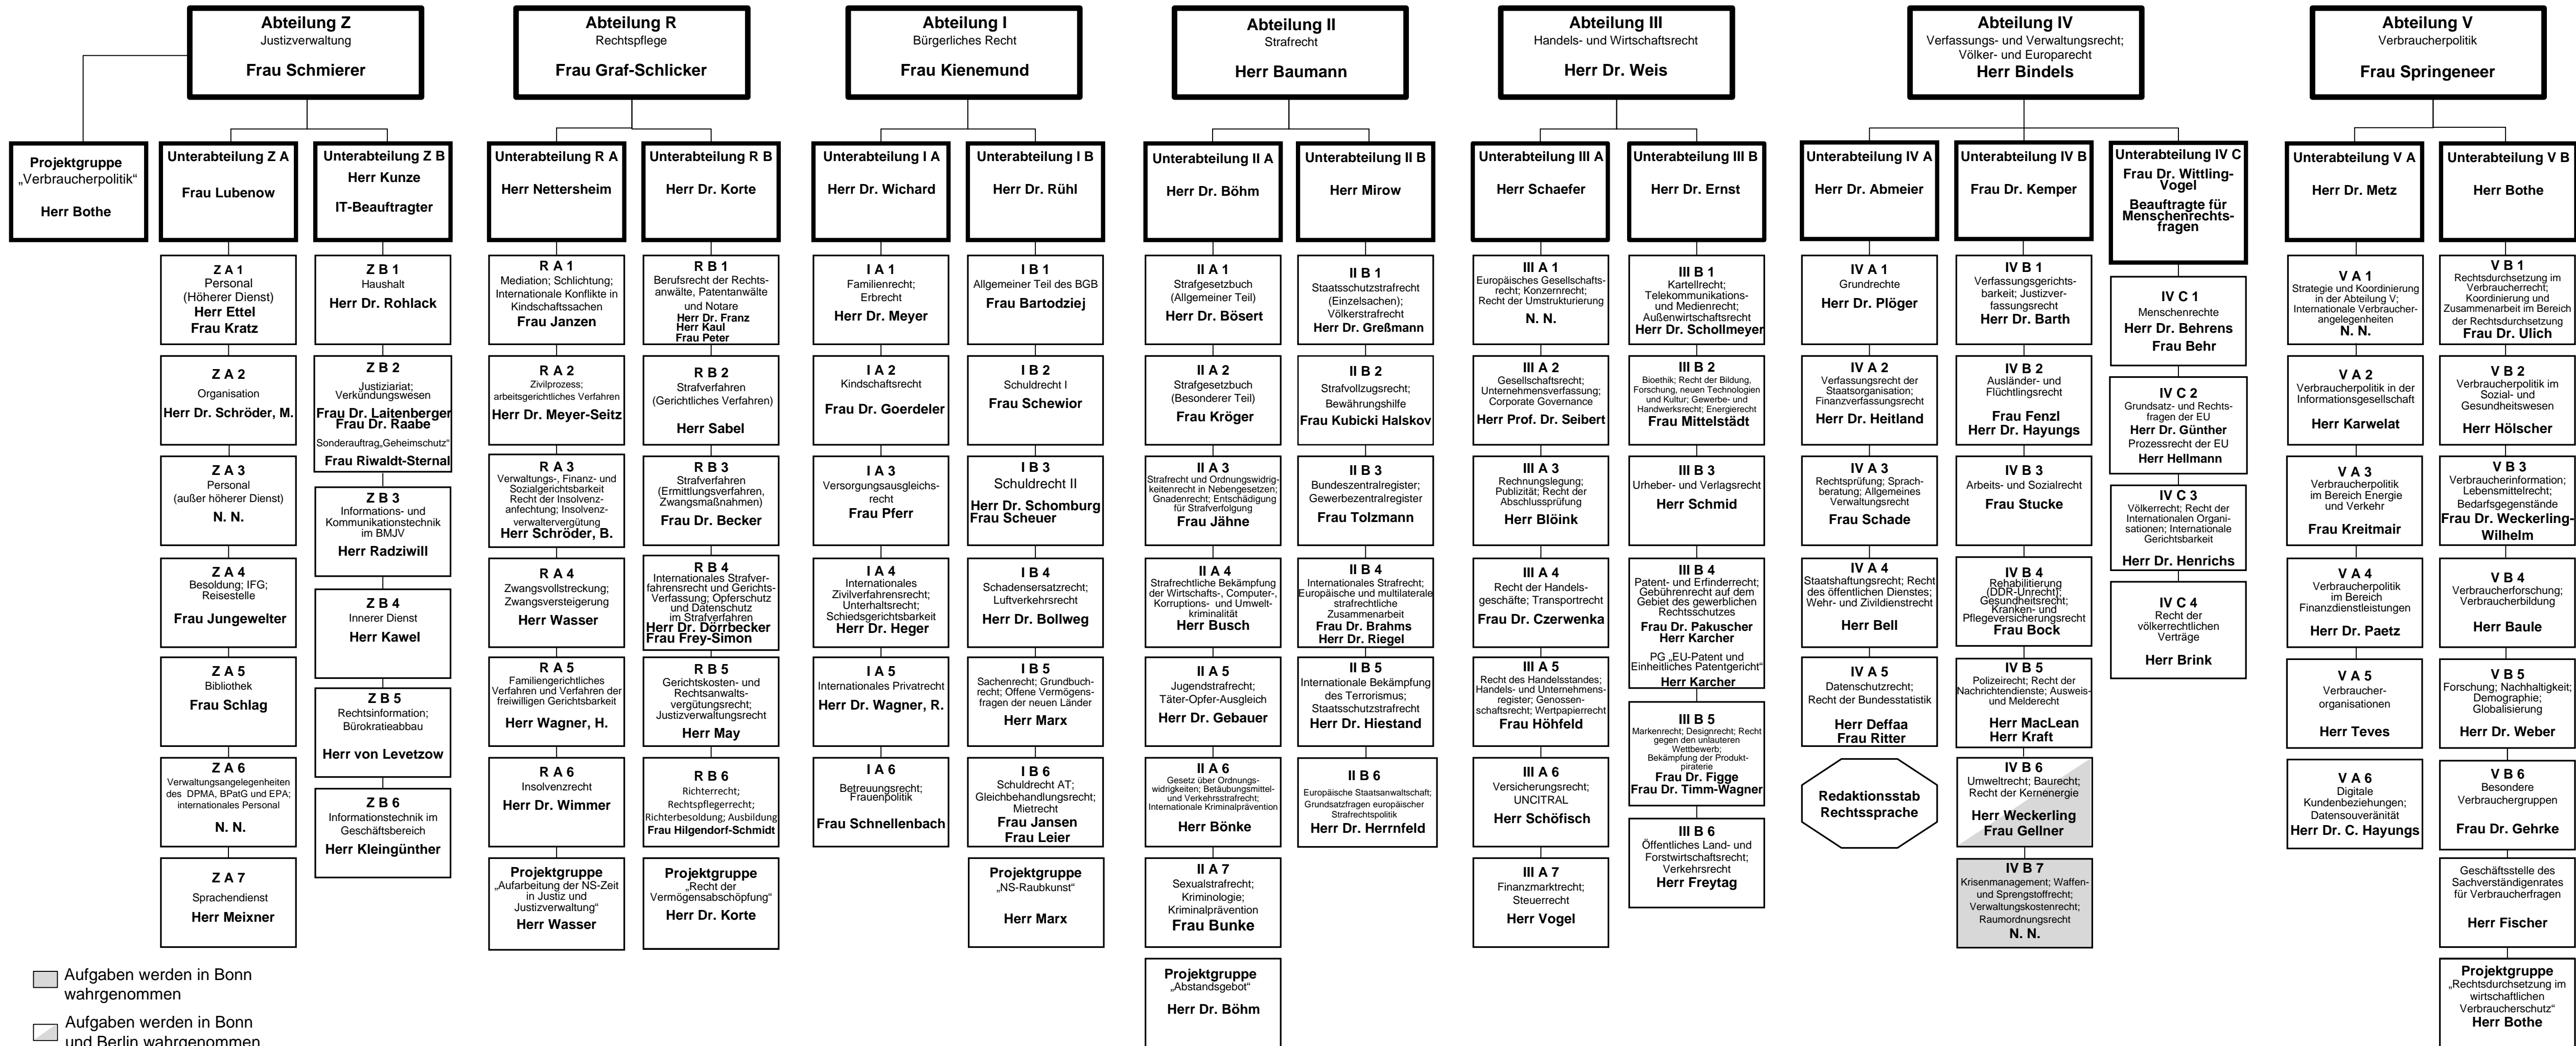 Abteilung Z
Justizverwaltung
Frau Schmierer
Projektgruppe
„Verbraucherpolitik“
Herr Bothe
Unterabteilung Z A
Frau Lubenow
Z A 1
Personal
(Höherer Dienst)
Herr Ettel
Frau Kratz
Z A 2
Organisation
Herr Dr. Schröder, M.
Z A 3
Personal
(außer höherer Dienst)
N. N.
Z A 4
Besoldung; IFG;
Reisestelle
Frau Jungewelter
Z A 5
Bibliothek
Frau Schlag
Z A 6
Verwaltungsangelegenheiten
des DPMA, BPatG und EPA;
internationales Personal
N. N.
Z A 7
Sprachendienst
Herr Meixner
Unterabteilung Z B
Herr Kunze
IT-Beauftragter
Z B 1
Haushalt
Herr Dr. Rohlack
Z B 2
Justiziariat;
Verkündungswesen
Frau Dr. Laitenberger
Frau Dr. Raabe
Sonderauftrag„Geheimschutz“
Frau Riwaldt-Sternal
Z B 3
Informations- und
Kommunikationstechnik
im BMJV
Herr Radziwill
Z B 4
Innerer Dienst
Herr Kawel
Z B 5
Rechtsinformation;
Bürokratieabbau
Herr von Levetzow
Z B 6
Informationstechnik im
Geschäftsbereich
Herr Kleingünther
Abteilung R
Rechtspflege
Frau Graf-Schlicker
Unterabteilung R A
Herr Nettersheim
R A 1
Mediation; Schlichtung;
Internationale Konflikte in
Kindschaftssachen
Frau Janzen
R A 2
Zivilprozess;
arbeitsgerichtliches Verfahren
Herr Dr. Meyer-Seitz
R A 3
Verwaltungs-, Finanz- und
Sozialgerichtsbarkeit
Recht der Insolvenz-
anfechtung; Insolvenz-
verwaltervergütung
Herr Schröder, B.
R A 4
Zwangsvollstreckung;
Zwangsversteigerung
Herr Wasser
R A 5
Familiengerichtliches
Verfahren und Verfahren der
freiwilligen Gerichtsbarkeit
Herr Wagner, H.
R A 6
Insolvenzrecht
Herr Dr. Wimmer
Projektgruppe
„Aufarbeitung der NS-Zeit
in Justiz und
Justizverwaltung“
Herr Wasser
Unterabteilung R B
Herr Dr. Korte
R B 1
Berufsrecht der Rechts-
anwälte, Patentanwälte
und Notare
Herr Dr. Franz
Herr Kaul
Frau Peter
R B 2
Strafverfahren
(Gerichtliches Verfahren)
Herr Sabel
R B 3
Strafverfahren
(Ermittlungsverfahren,
Zwangsmaßnahmen)
Frau Dr. Becker
R B 4
Internationales Strafver-
fahrensrecht und Gerichts-
Verfassung; Opferschutz
und Datenschutz
im Strafverfahren
Herr Dr. Dörrbecker
Frau Frey-Simon
R B 5
Gerichtskosten- und
Rechtsanwalts-
vergütungsrecht;
Justizverwaltungsrecht
Herr May
R B 6
Richterrecht;
Rechtspflegerrecht;
Richterbesoldung; Ausbildung
Frau Hilgendorf-Schmidt
Projektgruppe
„Recht der
Vermögensabschöpfung“
Herr Dr. Korte
Abteilung I
Bürgerliches Recht
Frau Kienemund
Unterabteilung I A
Herr Dr. Wichard
I A 1
Familienrecht;
Erbrecht
Herr Dr. Meyer
I A 2
Kindschaftsrecht
Frau Dr. Goerdeler
I A 3
Versorgungsausgleichs-
recht
Frau Pferr
I A 4
Internationales
Zivilverfahrensrecht;
Unterhaltsrecht;
Schiedsgerichtsbarkeit
Herr Dr. Heger
I A 5
Internationales Privatrecht
Herr Dr. Wagner, R.
I A 6
Betreuungsrecht;
Frauenpolitik
Frau Schnellenbach
Unterabteilung I B
Herr Dr. Rühl
I B 1
Allgemeiner Teil des BGB
Frau Bartodziej
I B 2
Schuldrecht I
Frau Schewior
I B 3
Schuldrecht II
Herr Dr. Schomburg
Frau Scheuer
I B 4
Schadensersatzrecht;
Luftverkehrsrecht
Herr Dr. Bollweg
I B 5
Sachenrecht; Grundbuch-
recht; Offene Vermögens-
fragen der neuen Länder
Herr Marx
I B 6
Schuldrecht AT;
Gleichbehandlungsrecht;
Mietrecht
Frau Jansen
Frau Leier
Projektgruppe
„NS-Raubkunst“
Herr Marx
Abteilung II
Strafrecht
Herr Baumann
Unterabteilung II A
Herr Dr. Böhm
II A 1
Strafgesetzbuch
(Allgemeiner Teil)
Herr Dr. Bösert
II A 2
Strafgesetzbuch
(Besonderer Teil)
Frau Kröger
II A 3
Strafrecht und Ordnungswidrig-
keitenrecht in Nebengesetzen;
Gnadenrecht; Entschädigung
für Strafverfolgung
Frau Jähne
II A 4
Strafrechtliche Bekämpfung
der Wirtschafts-, Computer-,
Korruptions- und Umwelt-
kriminalität
Herr Busch
II A 5
Jugendstrafrecht;
Täter-Opfer-Ausgleich
Herr Dr. Gebauer
II A 6
Gesetz über Ordnungs-
widrigkeiten; Betäubungsmittel-
und Verkehrsstrafrecht;
Internationale Kriminalprävention
Herr Bönke
II A 7
Sexualstrafrecht;
Kriminologie;
Kriminalprävention
Frau Bunke
Projektgruppe
„Abstandsgebot“
Herr Dr. Böhm
Unterabteilung II B
Herr Mirow
II B 1
Staatsschutzstrafrecht
(Einzelsachen);
Völkerstrafrecht
Herr Dr. Greßmann
II B 2
Strafvollzugsrecht;
Bewährungshilfe
Frau Kubicki Halskov
II B 3
Bundeszentralregister;
Gewerbezentralregister
Frau Tolzmann
II B 4
Internationales Strafrecht;
Europäische und multilaterale
strafrechtliche
Zusammenarbeit
Frau Dr. Brahms
Herr Dr. Riegel
II B 5
Internationale Bekämpfung
des Terrorismus;
Staatsschutzstrafrecht
Herr Dr. Hiestand
II B 6
Europäische Staatsanwaltschaft;
Grundsatzfragen europäischer
Strafrechtspolitik
Herr Dr. Herrnfeld
Abteilung III
Handels- und Wirtschaftsrecht
Herr Dr. Weis
Unterabteilung III A
Herr Schaefer
III A 1
Europäisches Gesellschafts-
recht; Konzernrecht;
Recht der Umstrukturierung
N. N.
III A 2
Gesellschaftsrecht;
Unternehmensverfassung;
Corporate Governance
Herr Prof. Dr. Seibert
III A 3
Rechnungslegung;
Publizität; Recht der
Abschlussprüfung
Herr Blöink
III A 4
Recht der Handels-
geschäfte; Transportrecht
Frau Dr. Czerwenka
III A 5
Recht des Handelsstandes;
Handels- und Unternehmens-
register; Genossen-
schaftsrecht; Wertpapierrecht
Frau Höhfeld
III A 6
Versicherungsrecht;
UNCITRAL
Herr Schöfisch
III A 7
Finanzmarktrecht;
Steuerrecht
Herr Vogel
Unterabteilung III B
Herr Dr. Ernst
III B 1
Kartellrecht;
Telekommunikations-
und Medienrecht;
Außenwirtschaftsrecht
Herr Dr. Schollmeyer
III B 2
Bioethik; Recht der Bildung,
Forschung, neuen Technologien
und Kultur; Gewerbe- und
Handwerksrecht; Energierecht
Frau Mittelstädt
III B 3
Urheber- und Verlagsrecht
Herr Schmid
III B 4
Patent- und Erfinderrecht;
Gebührenrecht auf dem
Gebiet des gewerblichen
Rechtsschutzes
Frau Dr. Pakuscher
Herr Karcher
PG „EU-Patent und
Einheitliches Patentgericht“
Herr Karcher
III B 5
Markenrecht; Designrecht; Recht
gegen den unlauteren
Wettbewerb;
Bekämpfung der Produkt-
piraterie
Frau Dr. Figge
Frau Dr. Timm-Wagner
III B 6
Öffentliches Land- und
Forstwirtschaftsrecht;
Verkehrsrecht
Herr Freytag
Abteilung IV
Verfassungs- und Verwaltungsrecht;
Völker- und Europarecht
Herr Bindels
Unterabteilung IV A
Herr Dr. Abmeier
IV A 1
Grundrechte
Herr Dr. Plöger
IV A 2
Verfassungsrecht der
Staatsorganisation;
Finanzverfassungsrecht
Herr Dr. Heitland
IV A 3
Rechtsprüfung; Sprach-
beratung; Allgemeines
Verwaltungsrecht
Frau Schade
IV A 4
Staatshaftungsrecht; Recht
des öffentlichen Dienstes;
Wehr- und Zivildienstrecht
Herr Bell
IV A 5
Datenschutzrecht;
Recht der Bundesstatistik
Herr Deffaa
Frau Ritter
Redaktionsstab
Rechtssprache
Unterabteilung IV B
Frau Dr. Kemper
IV B 1
Verfassungsgerichts-
barkeit; Justizver-
fassungsrecht
Herr Dr. Barth
IV B 2
Ausländer- und
Flüchtlingsrecht
Frau Fenzl
Herr Dr. Hayungs
IV B 3
Arbeits- und Sozialrecht
Frau Stucke
IV B 4
Rehabilitierung
(DDR-Unrecht);
Gesundheitsrecht;
Kranken- und
Pflegeversicherungsrecht
Frau Bock
IV B 5
Polizeirecht; Recht der
Nachrichtendienste; Ausweis-
und Melderecht
Herr MacLean
Herr Kraft
IV B 6
Umweltrecht; Baurecht;
Recht der Kernenergie
Herr Weckerling
Frau Gellner
IV B 7
Krisenmanagement; Waffen-
und Sprengstoffrecht;
Verwaltungskostenrecht;
Raumordnungsrecht
N. N.
Unterabteilung IV C
Frau Dr. Wittling-
Vogel
Beauftragte für
Menschenrechts-
fragen
IV C 1
Menschenrechte
Herr Dr. Behrens
Frau Behr
IV C 2
Grundsatz- und Rechts-
fragen der EU
Herr Dr. Günther
Prozessrecht der EU
Herr Hellmann
IV C 3
Völkerrecht; Recht der
Internationalen Organi-
sationen; Internationale
Gerichtsbarkeit
Herr Dr. Henrichs
IV C 4
Recht der
völkerrechtlichen
Verträge
Herr Brink
Abteilung V
Verbraucherpolitik
Frau Springeneer
Unterabteilung V A
Herr Dr. Metz
V A 1
Strategie und Koordinierung
in der Abteilung V;
Internationale Verbraucher-
angelegenheiten
N. N.
V A 2
Verbraucherpolitik in der
Informationsgesellschaft
Herr Karwelat
V A 3
Verbraucherpolitik
im Bereich Energie
und Verkehr
Frau Kreitmair
V A 4
Verbraucherpolitik
im Bereich
Finanzdienstleistungen
Herr Dr. Paetz
V A 5
Verbraucher-
organisationen
Herr Teves
V A 6
Digitale
Kundenbeziehungen;
Datensouveränität
Herr Dr. C. Hayungs
Unterabteilung V B
Herr Bothe
V B 1
Rechtsdurchsetzung im
Verbraucherrecht;
Koordinierung und
Zusammenarbeit im Bereich
der Rechtsdurchsetzung
Frau Dr. Ulich
V B 2
Verbraucherpolitik im
Sozial- und
Gesundheitswesen
Herr Hölscher
V B 3
Verbraucherinformation;
Lebensmittelrecht;
Bedarfsgegenstände
Frau Dr. Weckerling-
Wilhelm
V B 4
Verbraucherforschung;
Verbraucherbildung
Herr Baule
V B 5
Forschung; Nachhaltigkeit;
Demographie;
Globalisierung
Herr Dr. Weber
V B 6
Besondere
Verbrauchergruppen
Frau Dr. Gehrke
Geschäftsstelle des
Sachverständigenrates
für Verbraucherfragen
Herr Fischer
Projektgruppe
„Rechtsdurchsetzung im
wirtschaftlichen
Verbraucherschutz“
Herr Bothe
Aufgaben werden in Bonn
wahrgenommen
Aufgaben werden in Bonn
und Berlin wahrgenommen